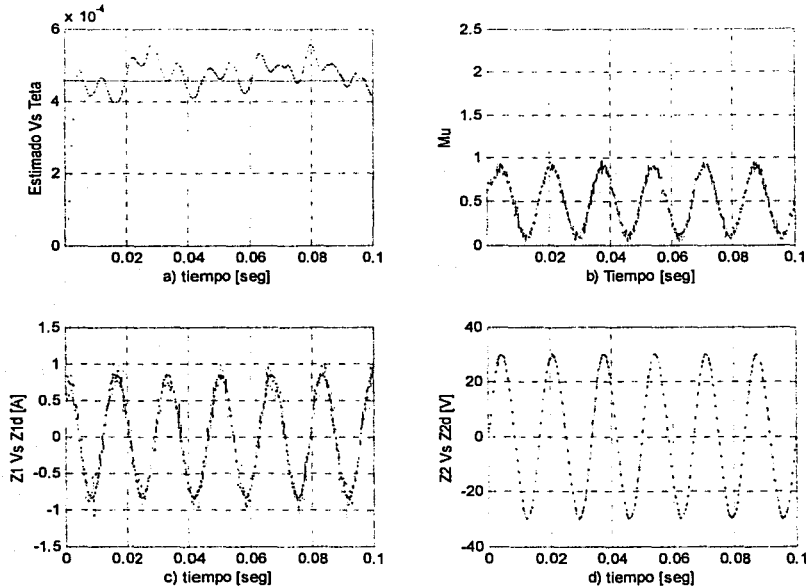 x 10⁻⁴
6
4
2
0
Estimado Vs Teta
0.02 0.04 0.06 0.08 0.1
a) tiempo [seg]
2.5
2
1.5
1
0.5
0
Mu
0.02 0.04 0.06 0.08 0.1
b) Tiempo [seg]
1.5
1
0.5
0
-0.5
-1
-1.5
Z1 Vs Z1d [A]
0 0.02 0.04 0.06 0.08 0.1
c) tiempo [seg]
40
20
0
-20
-40
Z2 Vs Z2d [V]
0.02 0.04 0.06 0.08 0.1
d) tiempo [seg]